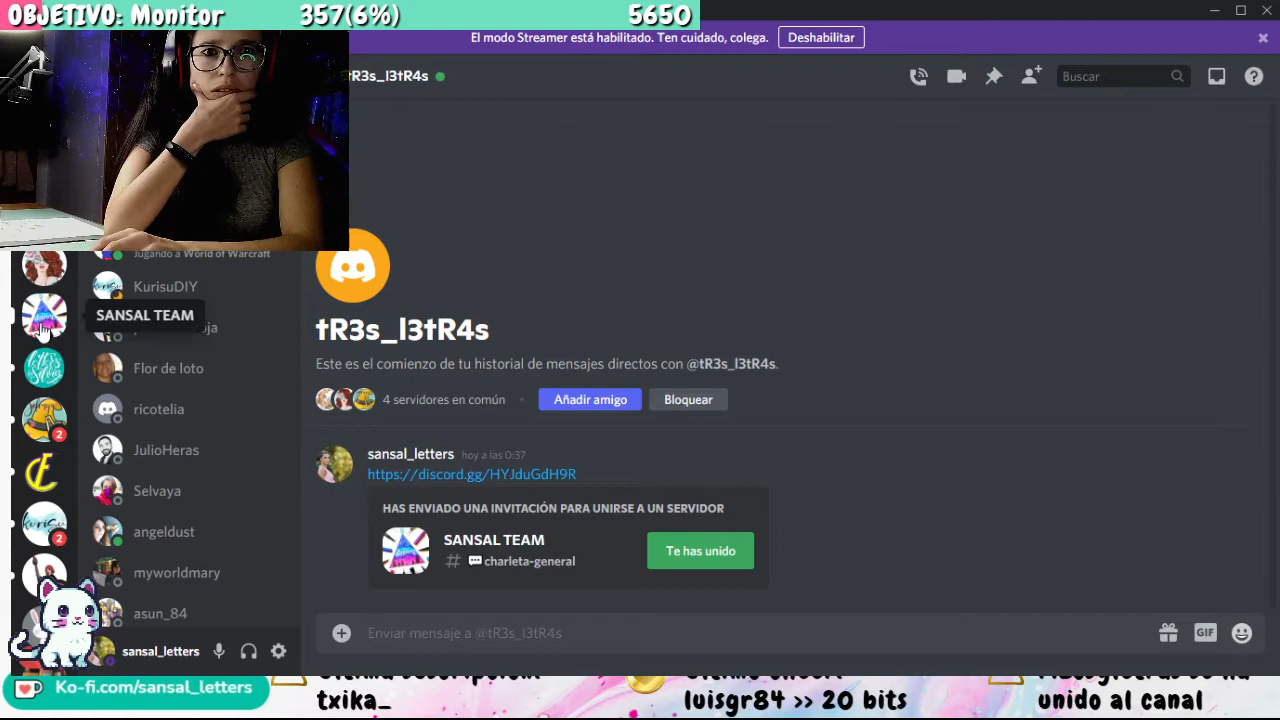 OBJETIVO: Monitor 357(6%) 5650
El modo Streamer está habilitado. Ten cuidado, colega. Deshabilitar
tR3s_l3tR4s
Buscar
Jugando a World of Warcraft
KurisuDIY
SANSAL TEAM
Flor de loto
ricotelia
JulioHeras
Selvaya
angeldust
myworldmary
asun_84
sansal_letters
tR3s_l3tR4s
Este es el comienzo de tu historial de mensajes directos con @tR3s_l3tR4s.
4 servidores en común
Añadir amigo
Bloquear
sansal_letters hoy a las 0:37
https://discord.gg/HYJduGdH9R
HAS ENVIADO UNA INVITACIÓN PARA UNIRSE A UN SERVIDOR
SANSAL TEAM
charleta-general
Te has unido
Enviar mensaje a @tR3s_l3tR4s
GIF
2
2
Ko-fi.com/sansal_letters
txika_
luisgr84 >> 20 bits
unido al canal